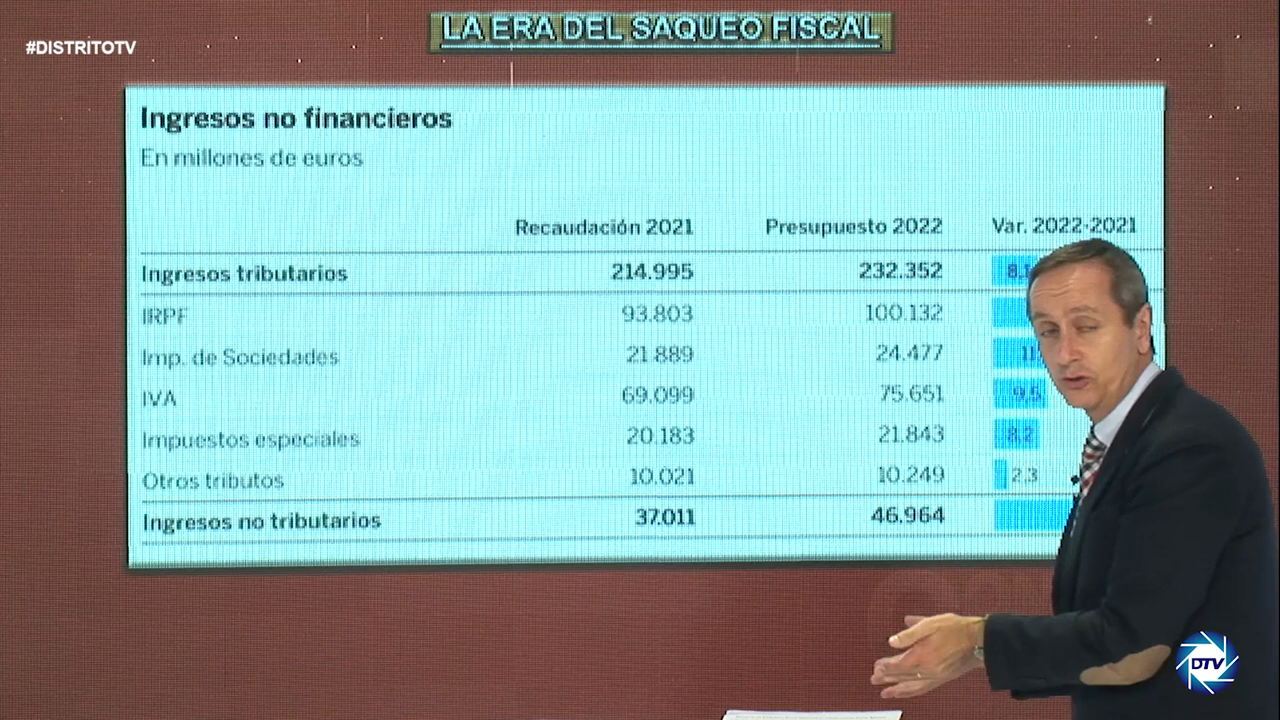 LA ERA DEL SAQUEO FISCAL
#DISTRITOTV
Ingresos no financieros
En millones de euros
Recaudación 2021 Presupuesto 2022 Var. 2022-2021
Ingresos tributarios 214.995 232.352
IRPF 93.803 100.132
Imp. de Sociedades 21.889 24.477
IVA 69.099 75.651 9,5
Impuestos especiales 20.183 21.843 8,2
Otros tributos 10.021 10.249 2,3
Ingresos no tributarios 37.011 46.964
DTV